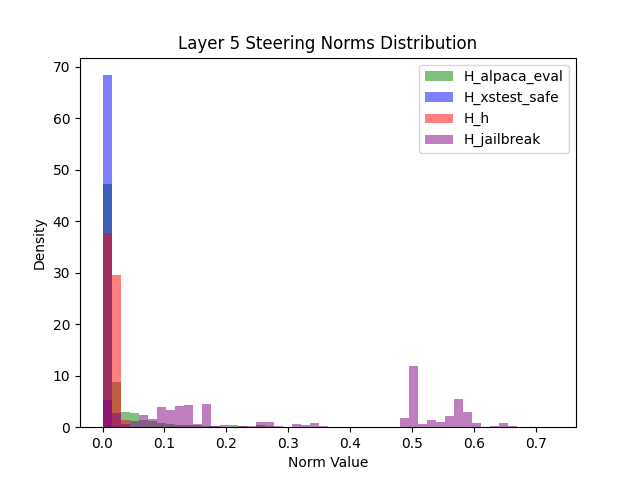 Layer 5 Steering Norms Distribution
H_alpaca_eval
H_xstest_safe
H_h
H_jailbreak
Density
70
60
50
40
30
20
10
0
0.0 0.1 0.2 0.3 0.4 0.5 0.6 0.7
Norm Value